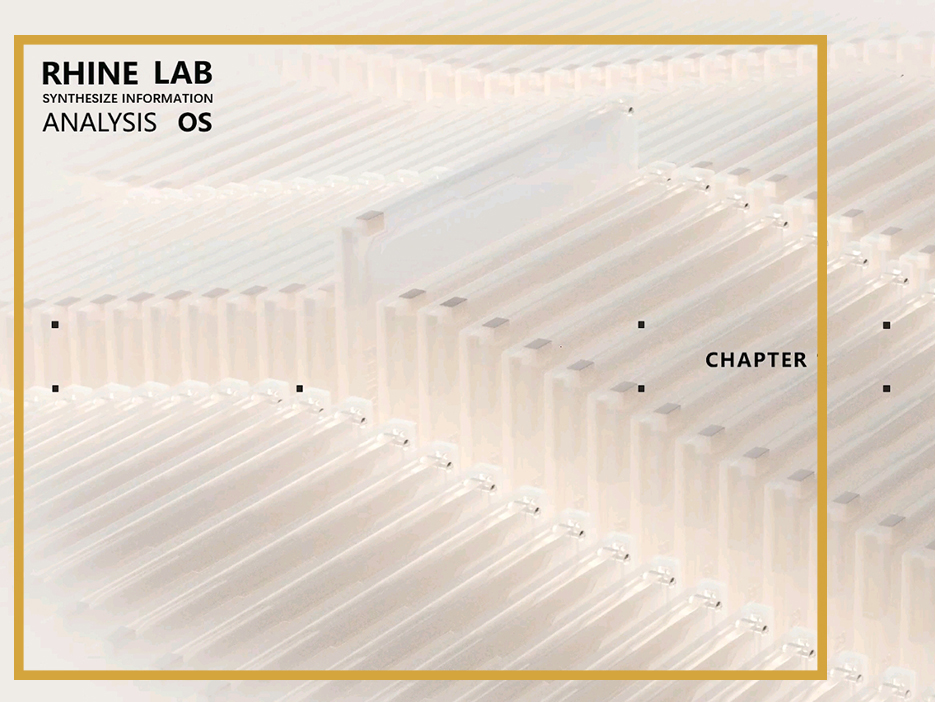 RHINE LAB
SYNTHESIZE INFORMATION
ANALYSIS OS
CHAPTER